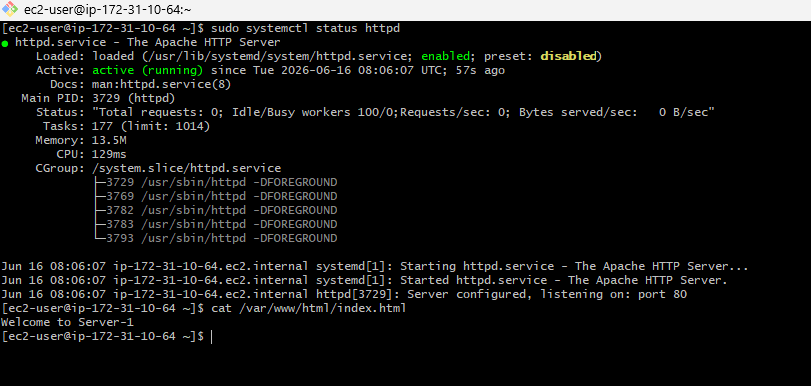 ec2-user@ip-172-31-10-64:~
[ec2-user@ip-172-31-10-64 ~]$ sudo systemctl status httpd
● httpd.service - The Apache HTTP Server
     Loaded: loaded (/usr/lib/systemd/system/httpd.service; enabled; preset: disabled)
     Active: active (running) since Tue 2026-06-16 08:06:07 UTC; 57s ago
       Docs: man:httpd.service(8)
   Main PID: 3729 (httpd)
     Status: "Total requests: 0; Idle/Busy workers 100/0;Requests/sec: 0; Bytes served/sec:   0 B/sec"
      Tasks: 177 (limit: 1014)
     Memory: 13.5M
        CPU: 129ms
     CGroup: /system.slice/httpd.service
             ├─3729 /usr/sbin/httpd -DFOREGROUND
             ├─3769 /usr/sbin/httpd -DFOREGROUND
             ├─3782 /usr/sbin/httpd -DFOREGROUND
             ├─3783 /usr/sbin/httpd -DFOREGROUND
             └─3793 /usr/sbin/httpd -DFOREGROUND
Jun 16 08:06:07 ip-172-31-10-64.ec2.internal systemd[1]: Starting httpd.service - The Apache HTTP Server...
Jun 16 08:06:07 ip-172-31-10-64.ec2.internal systemd[1]: Started httpd.service - The Apache HTTP Server.
Jun 16 08:06:07 ip-172-31-10-64.ec2.internal httpd[3729]: Server configured, listening on: port 80
[ec2-user@ip-172-31-10-64 ~]$ cat /var/www/html/index.html
Welcome to Server-1
[ec2-user@ip-172-31-10-64 ~]$